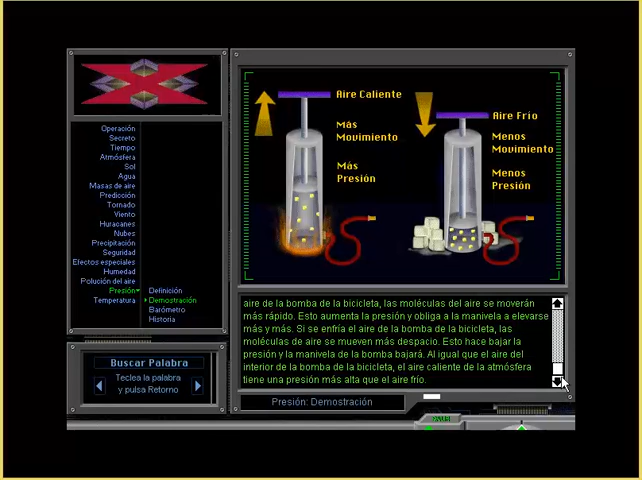 Operación
Secreto
Tiempo
Atmósfera
Sol
Agua
Masas de aire
Predicción
Tornado
Viento
Huracanes
Nubes
Precipitación
Seguridad
Efectos especiales
Humedad
Polución del aire
Presión
Temperatura
Definición
Demostración
Barómetro
Historia
Buscar Palabra
Teclea la palabra
y pulsa Retorno
Aire Caliente
Más
Movimiento
Más
Presión
Aire Frío
Menos
Movimiento
Menos
Presión
aire de la bomba de la bicicleta, las moléculas del aire se moverán
más rápido. Esto aumenta la presión y obliga a la manivela a elevarse
más y más. Si se enfría el aire de la bomba de la bicicleta, las
moléculas de aire se mueven más despacio. Esto hace bajar la
presión y la manivela de la bomba bajará. Al igual que el aire del
interior de la bomba de la bicicleta, el aire caliente de la atmósfera
tiene una presión más alta que el aire frío.
Presión: Demostración